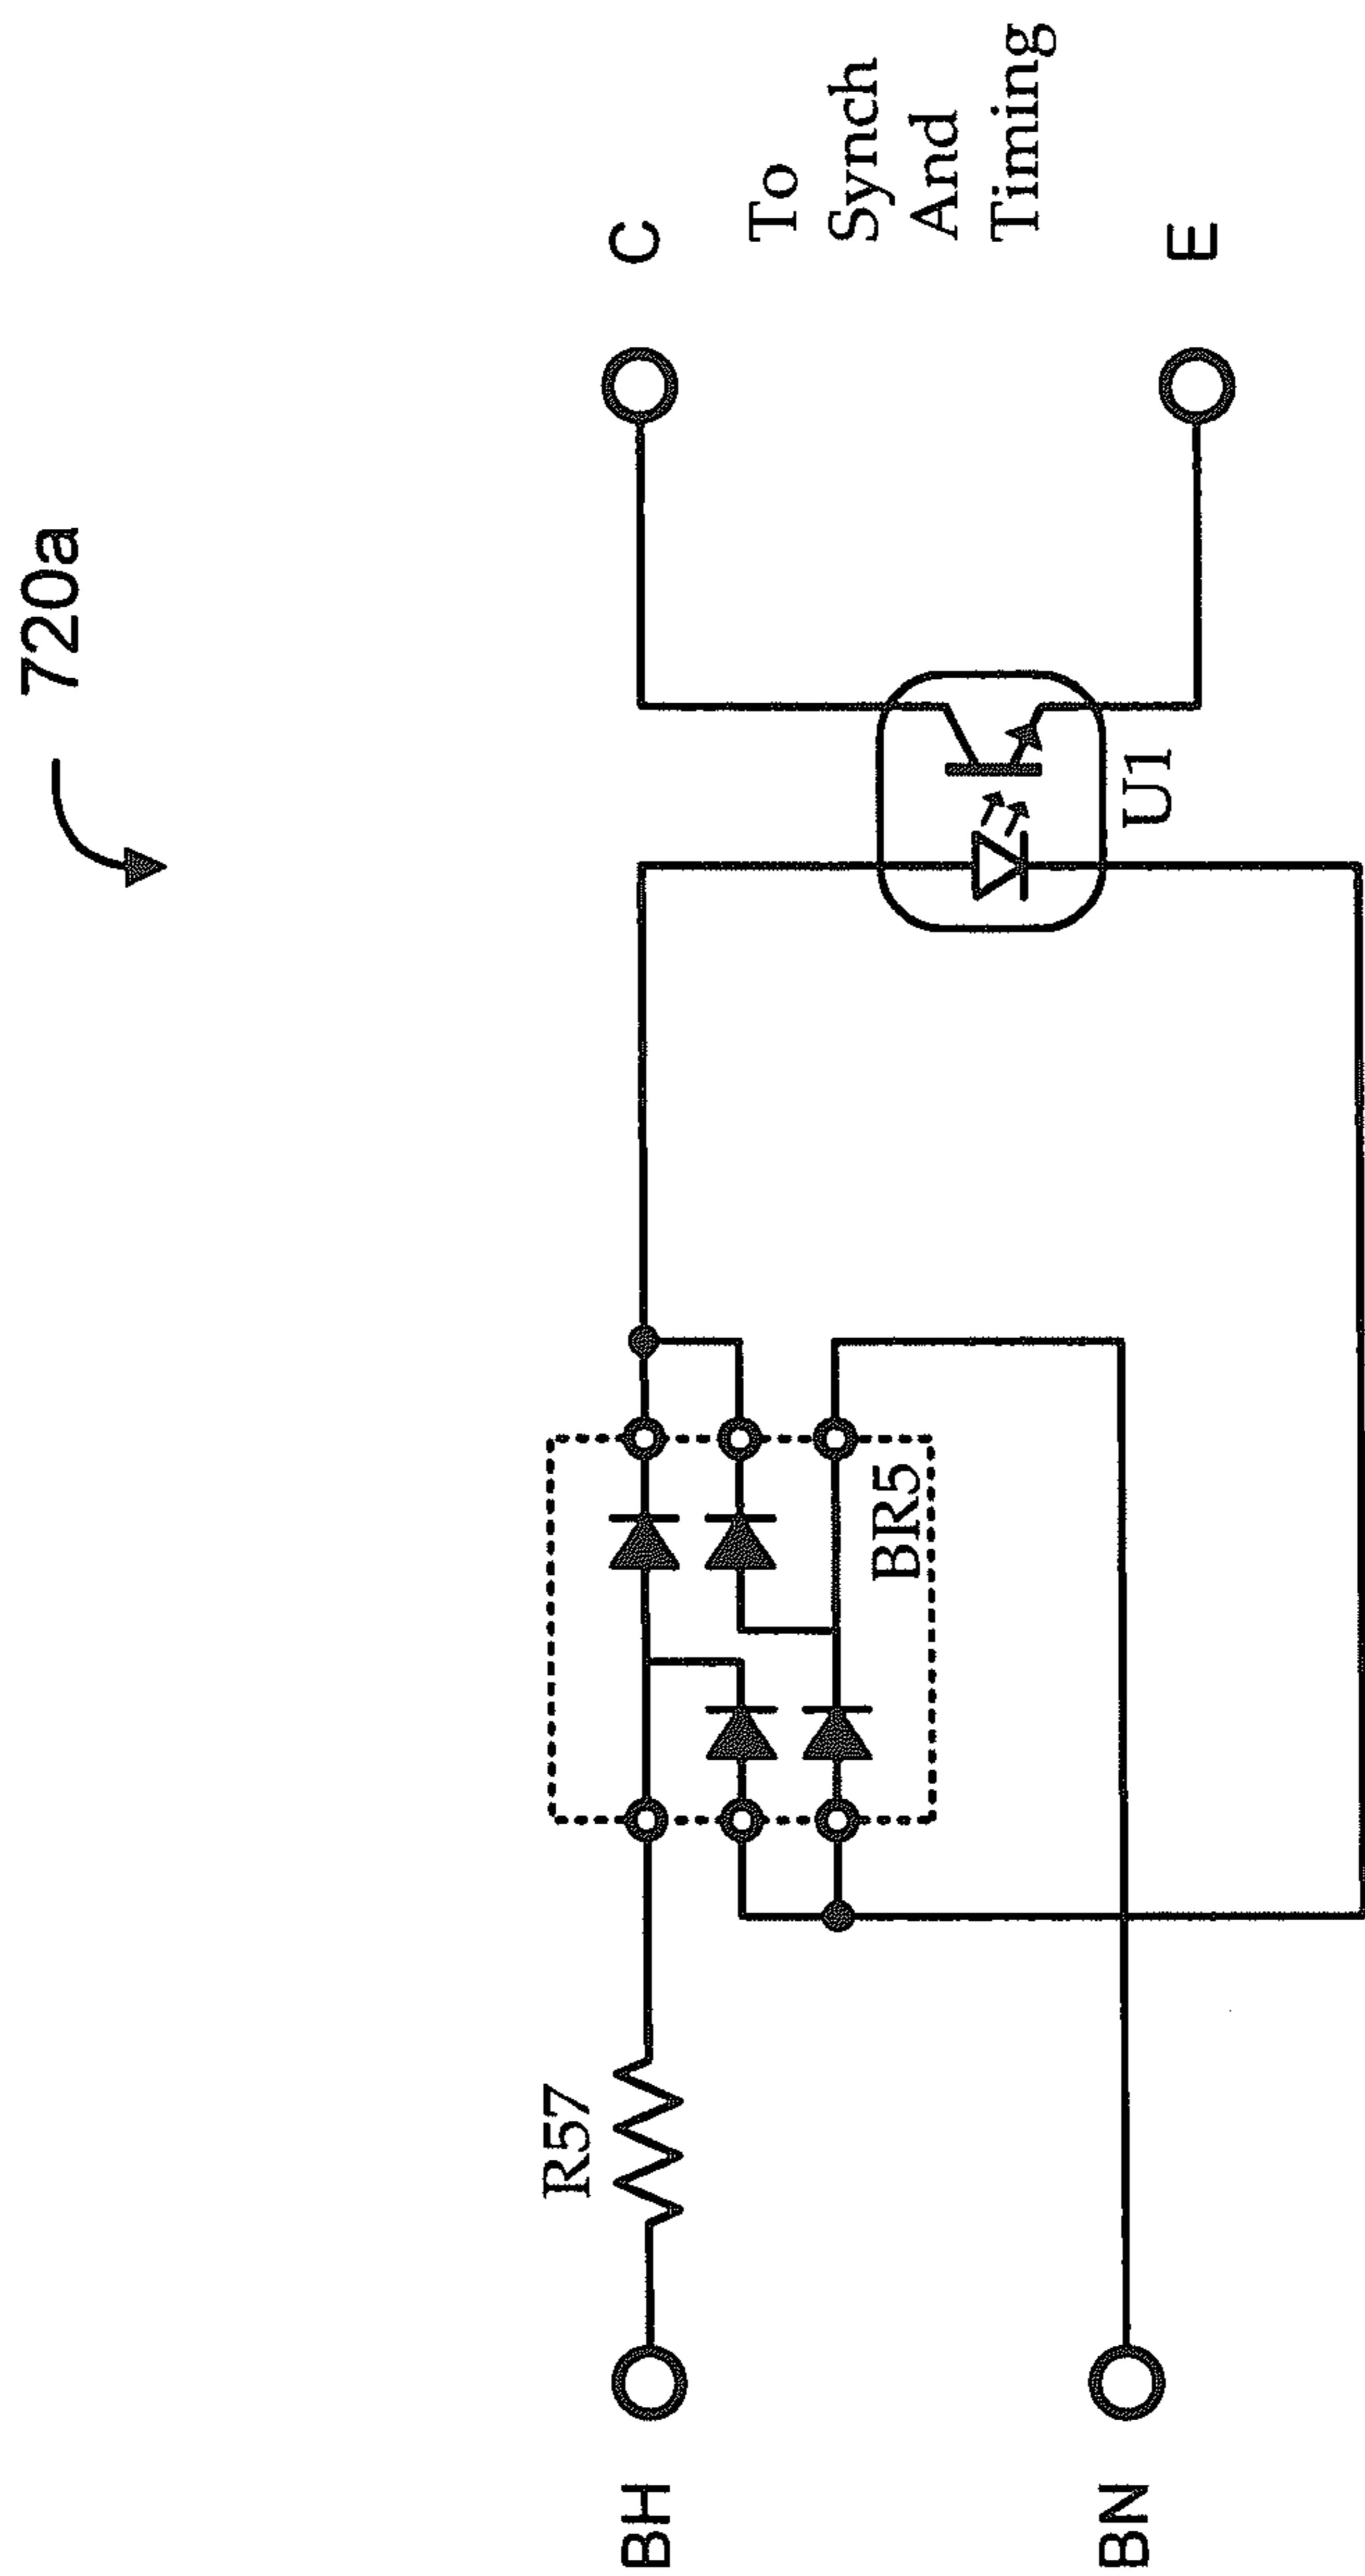 720a
BH
R57
BR5
BN
U1
C
To
Synch
And
Timing
E